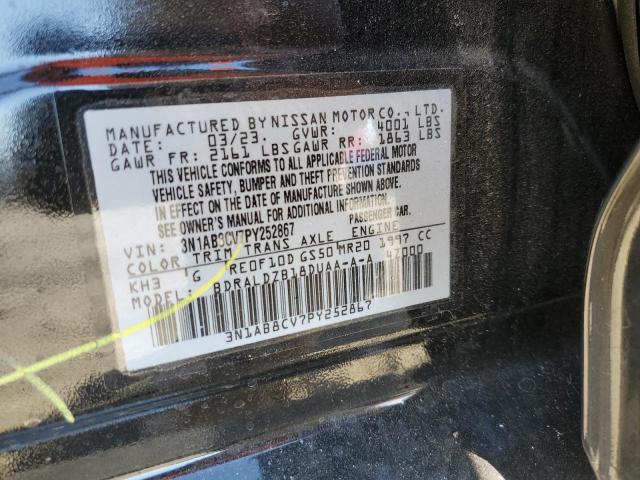 MANUFACTURED BY NISSAN MOTOR CO., LTD.
DATE: 03/23. GVWR: 4001 LBS
GAWR FR: 2161 LBS GAWR RR: 1863 LBS
THIS VEHICLE CONFORMS TO ALL APPLICABLE FEDERAL MOTOR
VEHICLE SAFETY, BUMPER AND THEFT PREVENTION STANDARDS
IN EFFECT ON THE DATE OF MANUFACTURE SHOWN ABOVE.
SEE OWNER'S MANUAL FOR ADDITIONAL INFORMATION.
VIN: 3N1AB8CV7PY252867 PASSENGER CAR.
COLOR TRIM TRANS AXLE ENGINE
KH3 G RE0F10D GS50 MR20 1997 CC
MODEL: BDRALDZB18DUAA-A-A 47000
3N1AB8CV7PY252867